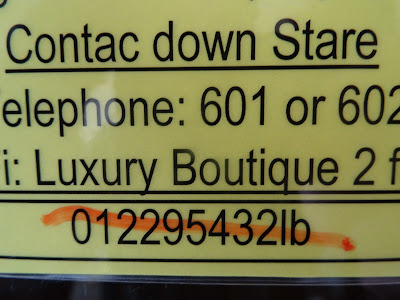 Contac down Stare
elephone: 601 or 602
i: Luxury Boutique 2 f
012295432lb